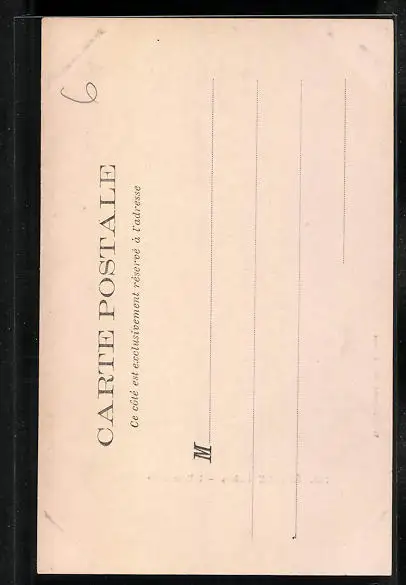 6
CARTE POSTALE
Ce côté est exclusivement réservé à l'adresse
M